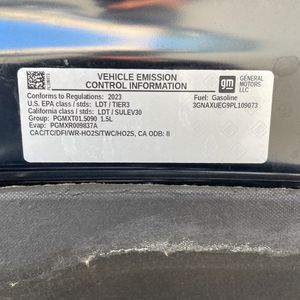 VEHICLE EMISSION
CONTROL INFORMATION
gm
GENERAL
MOTORS
LLC
Conforms to Regulations: 2023
Fuel: Gasoline
U.S. EPA class / stds: LDT / TIER3
3GNAXUEG9PL109073
California class / stds: LDT / SULEV30
Group: PGMXT01.5090 1.5L
Evap: PGMXR009837A
CAC/TC/DFI/WR-HO2S/TWC/HO2S, CA ODB: II